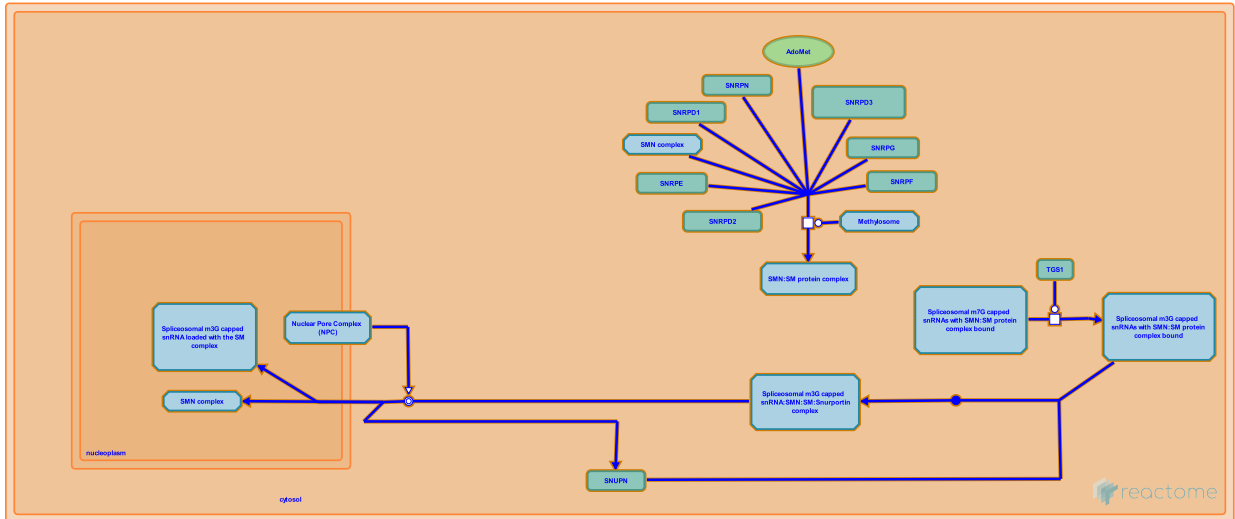 AdoMet
SNRPN
SNRPD3
SNRPD1
SMN complex
SNRPG
SNRPE
SNRPF
SNRPD2
Methylosome
SMN:SM protein complex
TGS1
Spliceosomal m7G capped
snRNAs with SMN:SM protein
complex bound
Spliceosomal m3G capped
snRNAs with SMN:SM protein
complex bound
Spliceosomal m3G capped
snRNA loaded with the SM
complex
Nuclear Pore Complex
(NPC)
SMN complex
Spliceosomal m3G capped
snRNA:SMN:SM:Snurportin
complex
nucleoplasm
SNUPN
cytosol
reactome